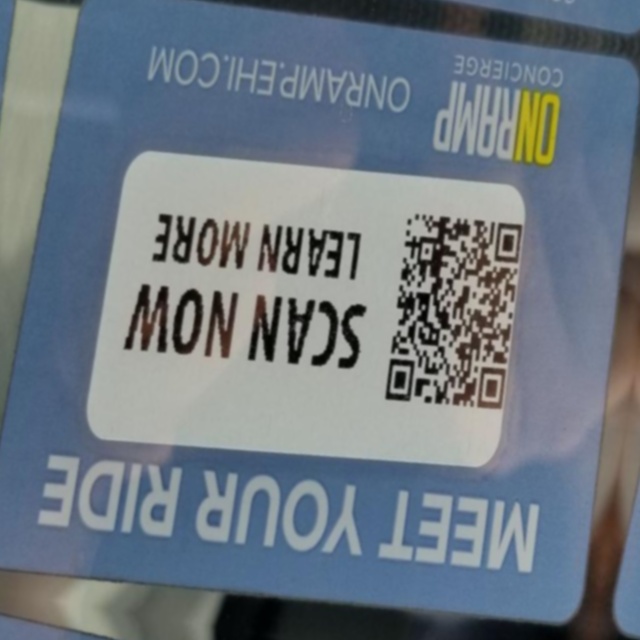 MEET YOUR RIDE
SCAN NOW
LEARN MORE
ONRAMP
CONCIERGE
ONRAMP.EHI.COM